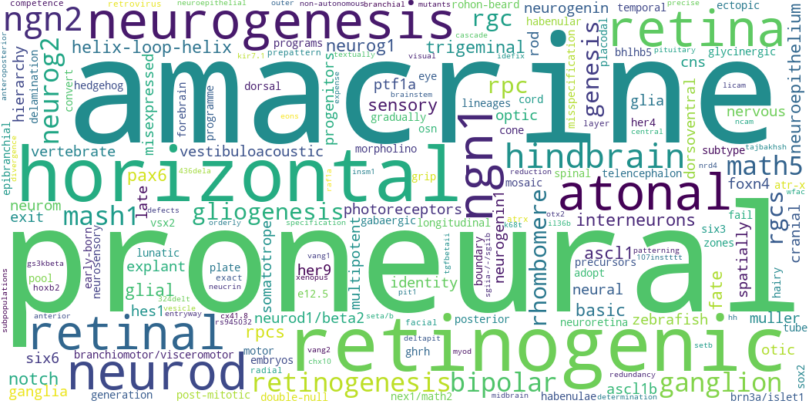 retrovirus neuroepithelial outer non-autonomous branchial mutants rohon-beard neurogenin temporal ectopic
ngn2 neurogenesis rgc cascade habenular placodal precise retina
programs textually visual idefix bhlhb5 pituitary glycinergic
helix-loop-helix neurog1 trigeminal rod cns
anteroposterior hierarchy delamination neurog2 convert misexpressed hedgehog forebrain programme kir7.1 prepattern expense dorsal brainstem
amacrine
progenitors ptf1a eye rpc lineages cord misspecification genesis glia licam neuroepithelium
sensory optic layer her4 central nervous ncam
gradually osn cone
vertebrate vestibuloacoustic morpholino hindbrain subtype tajbakhsh
epibranchial divergence horizontal ngn1 mosaic reduction spinal telencephalon dorsoventral math5 nrd4
pax6 436dela late grip insm1 atonal foxn4 atr-x
neurom gliogenesis photoreceptors neurogenin1 rhombomere atrx otx2 wfac
exit mash1 defects gabaergic longitudinal interneurons fail rgcs
vsx2 orderly specification vang1 il36b six3 zones spatially cranial
early-born neurosensory lunatic plate her9 xenopus multipotent tgfbetaii boundary ascl1 patterning precursors 107instttt
gs3kbeta pool hoxb2 explant exact neucrin somatotrope identity adopt neural fate hairy
subpopulations proneural
glial 324delt vesicle cx41.8 e12.5 pit1 basic neuroretina zebrafish muller
anterior hes1 entryway rs945032 neurod1/beta2 seta/b facial posterior hh tube
retinal rpcs vang2 chx10 deltapit myod retinogenic setb otic
six6 branchiomotor/visceromotor motor ghrh redundancy
notch neurod embryos radial retinogenesis bipolar midbrain ascl1b ganglion sox2
ganglia generation post-mitotic double-null nex1/math2 habenulae determination brn3a/islet1